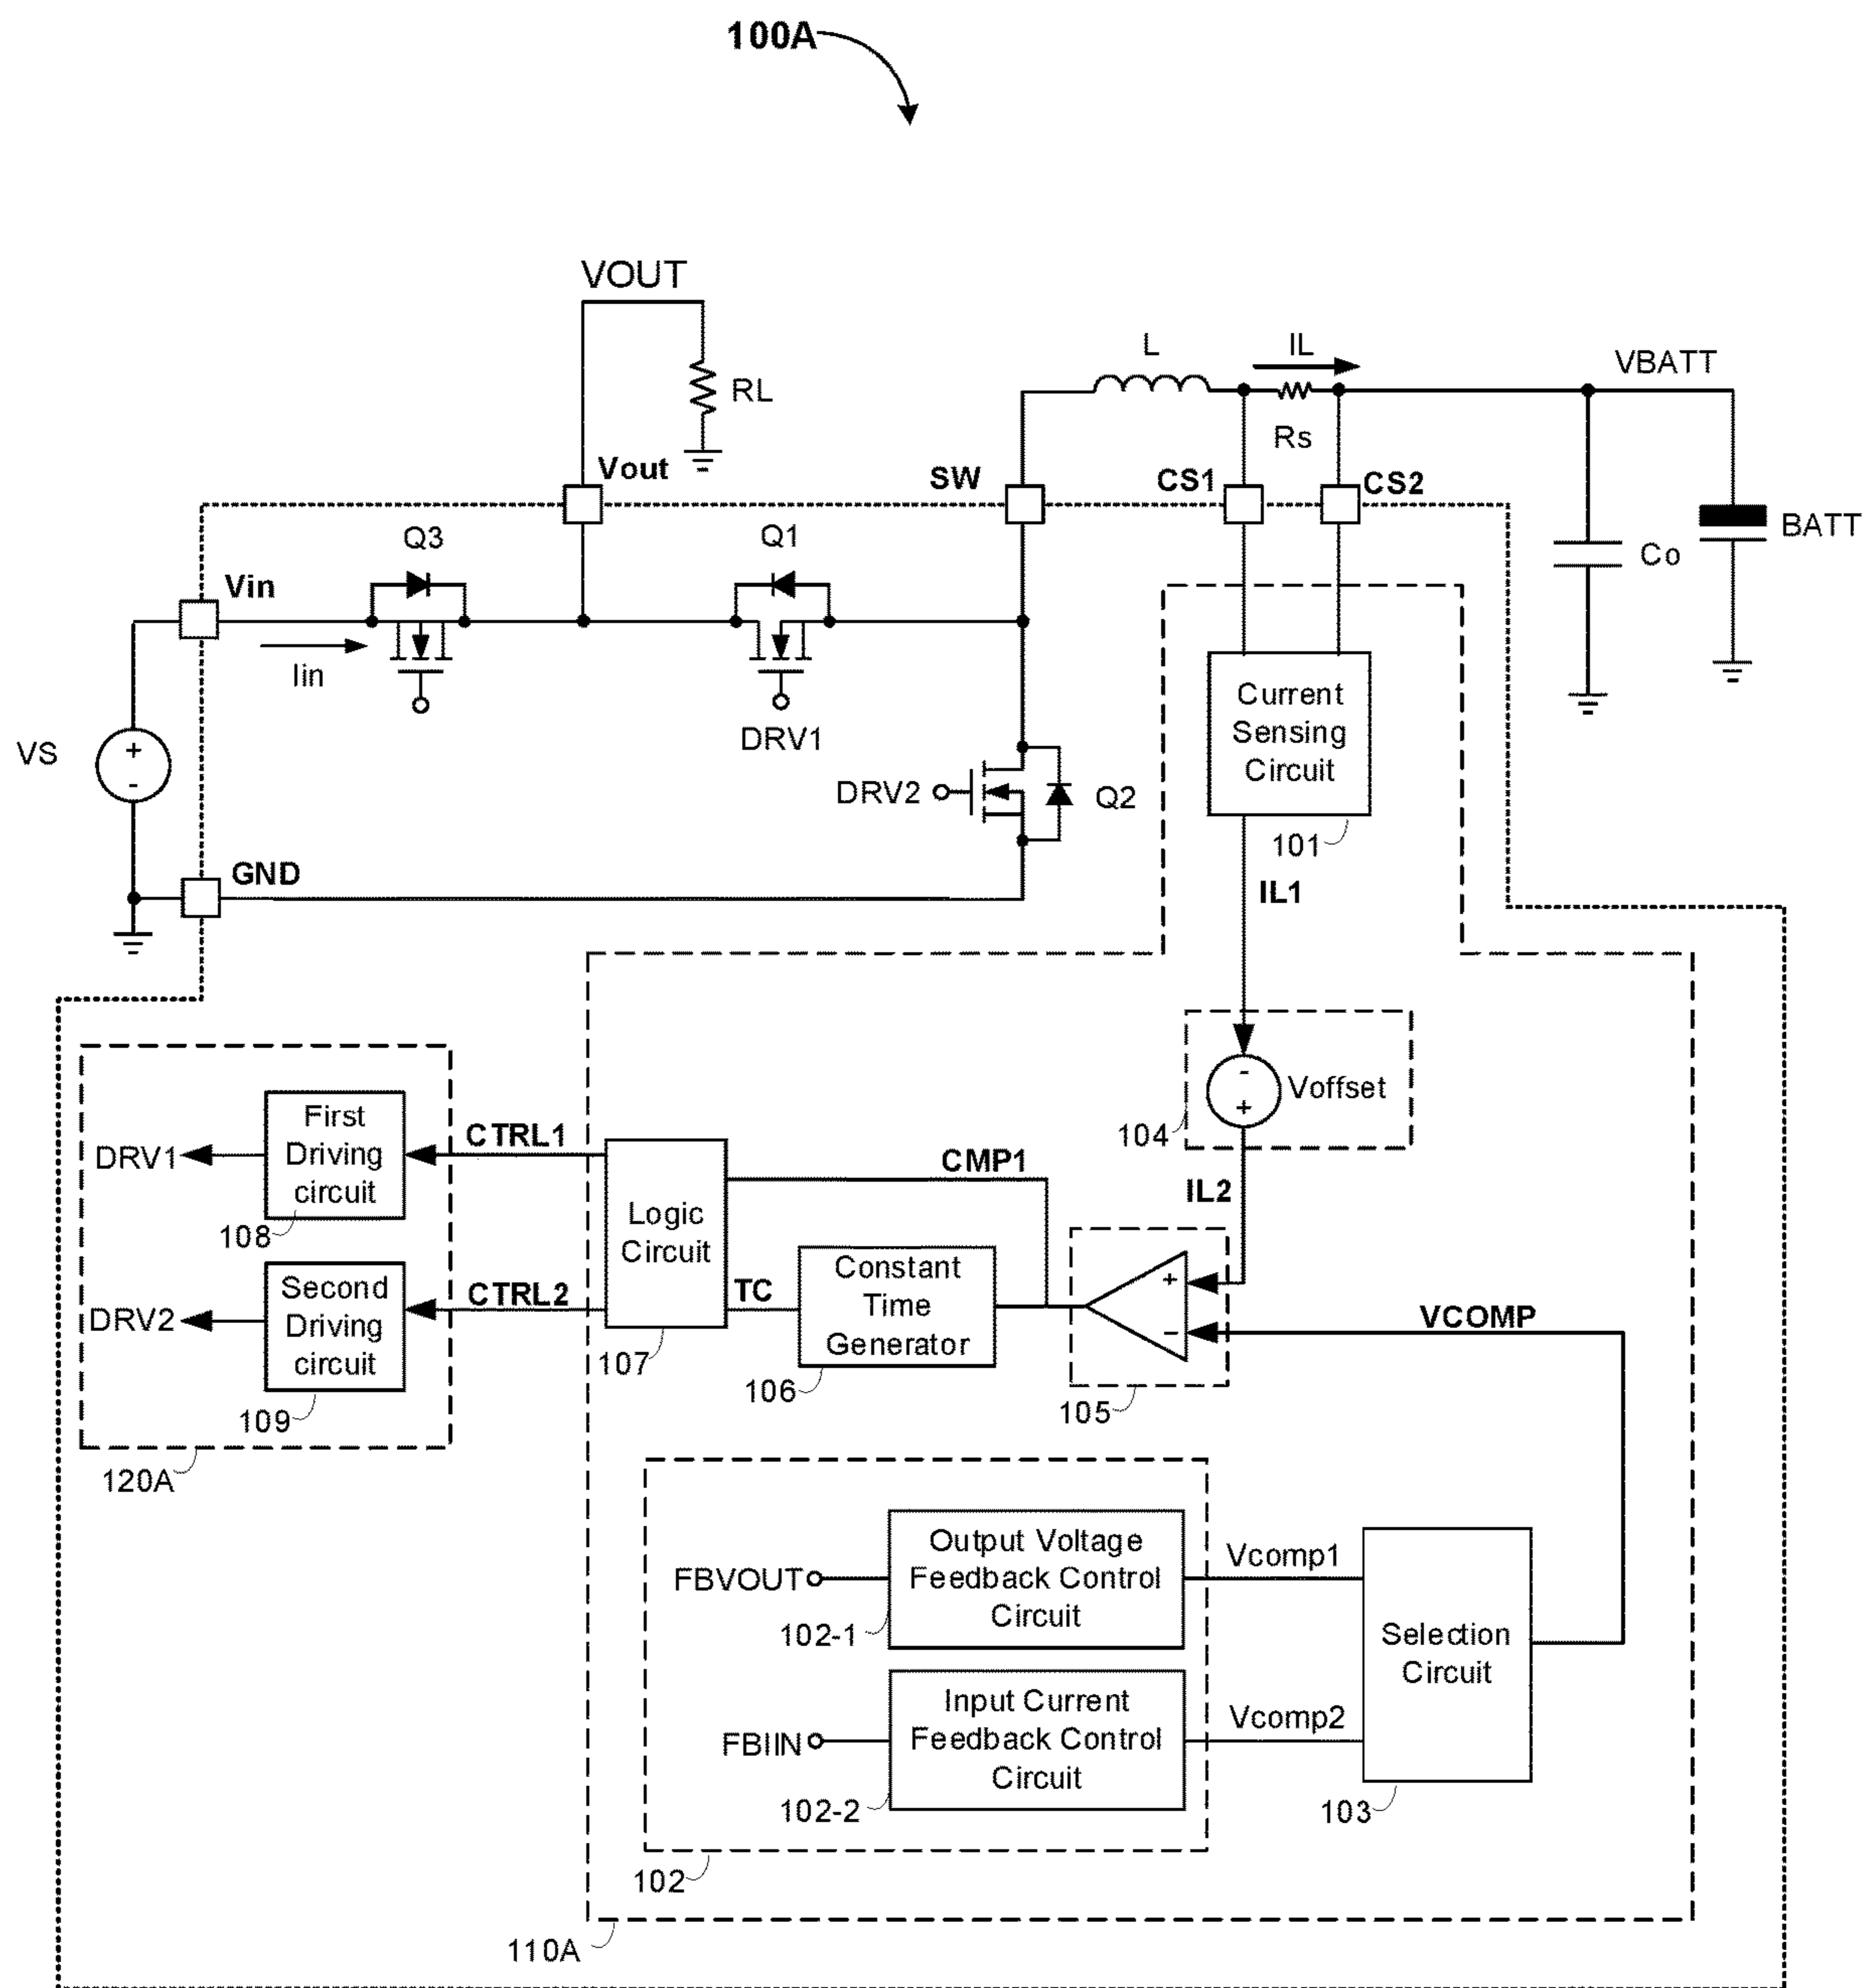 100A
VOUT
RL
L
IL
VBATT
Rs
Vout
SW
CS1
CS2
BATT
Co
Q3
Q1
Vin
Iin
DRV1
VS
+
-
DRV2
Q2
Current
Sensing
Circuit
101
GND
IL1
-
+
Voffset
104
First
Driving
circuit
DRV1
CTRL1
108
Logic
Circuit
CMP1
IL2
Second
Driving
circuit
DRV2
CTRL2
109
107
TC
Constant
Time
Generator
106
+
−
105
VCOMP
120A
FBVOUT
Output Voltage
Feedback Control
Circuit
102-1
Vcomp1
FBIIN
Input Current
Feedback Control
Circuit
102-2
Vcomp2
Selection
Circuit
103
102
110A